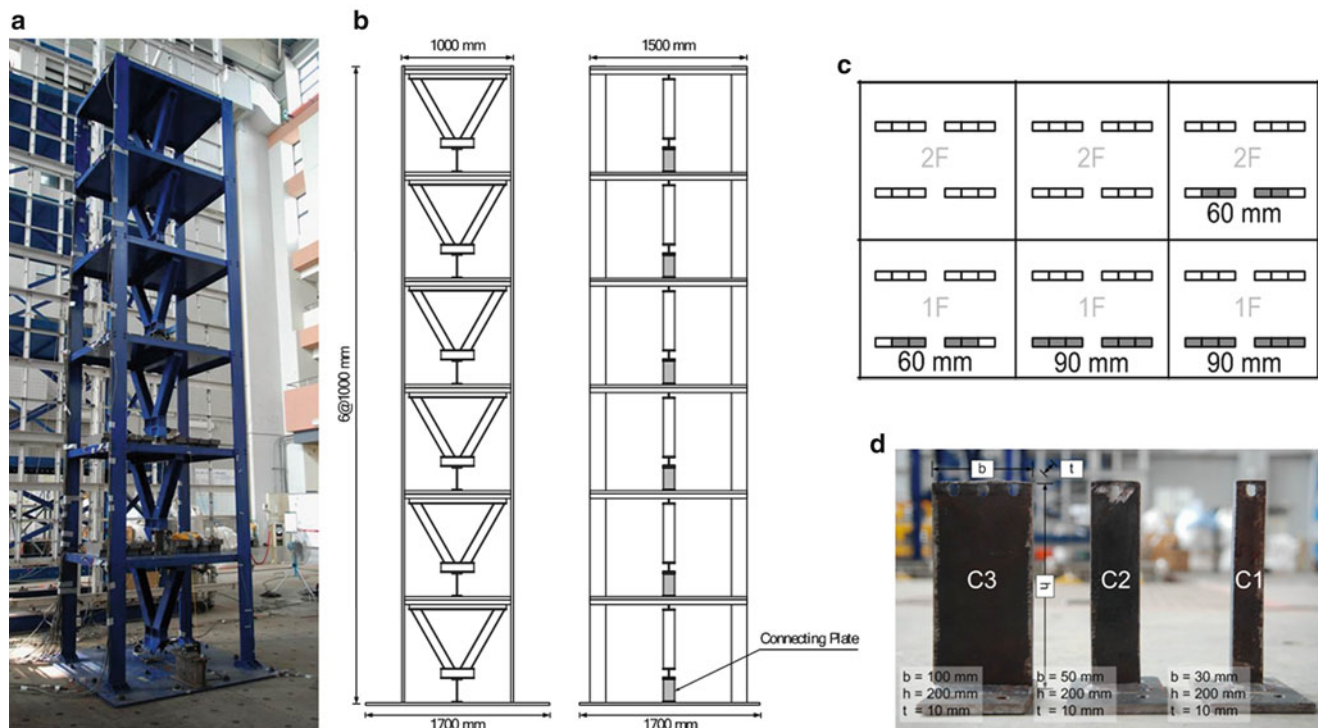 a
b
1000 mm
1500 mm
6@1000 mm
Connecting Plate
1700 mm
1700 mm
c
2F
2F
2F
60 mm
1F
1F
1F
60 mm
90 mm
90 mm
d
b
t
h
C3
C2
C1
b = 100 mm
h = 200 mm
t = 10 mm
b = 50 mm
h = 200 mm
t = 10 mm
b = 30 mm
h = 200 mm
t = 10 mm